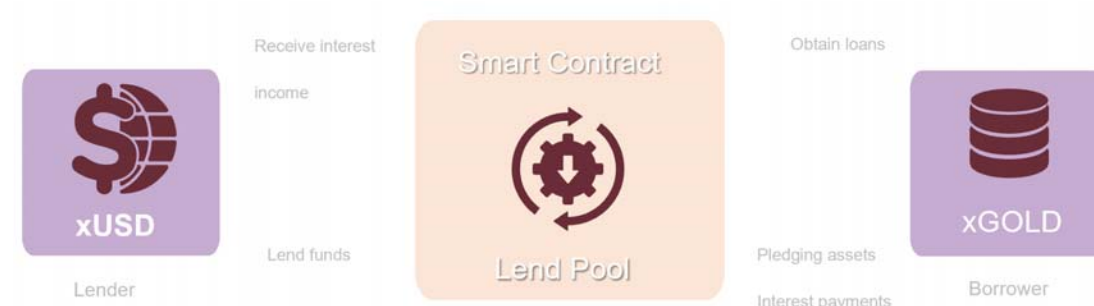 Receive interest
income
Smart Contract
Obtain loans
xUSD
xGOLD
Lend funds
Lend Pool
Pledging assets
Interest payments
Lender
Borrower